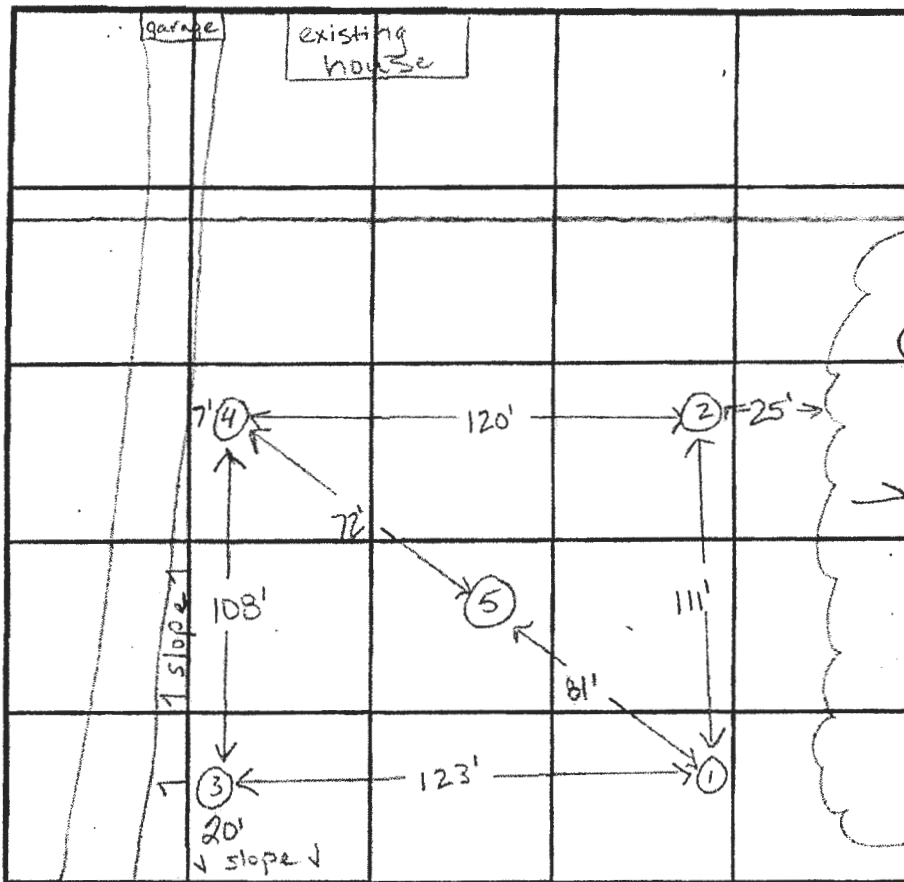 garage
existing
house
7' 4
120'
2
25'
72'
5
108'
111'
slope
81'
3
123'
1
20'
slope